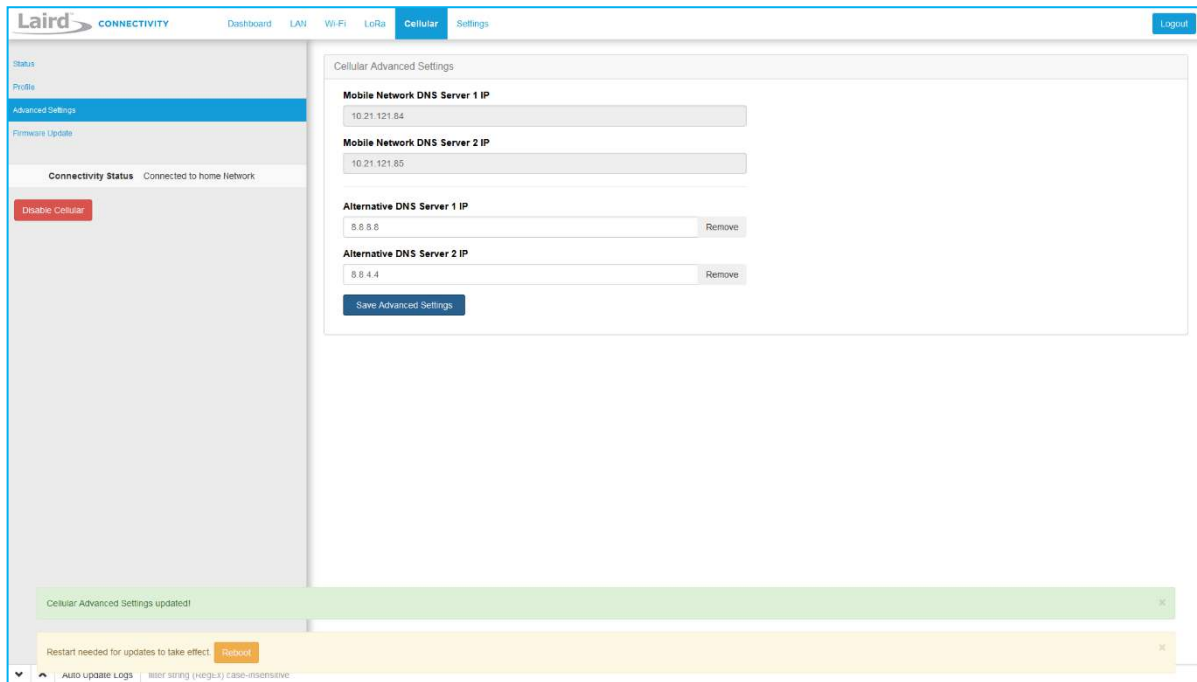 Laird™ CONNECTIVITY Dashboard LAN Wi-Fi LoRa Cellular Settings Logout
Status
Profile
Advanced Settings
Firmware Update
Connectivity Status Connected to home Network
Disable Cellular
Cellular Advanced Settings
Mobile Network DNS Server 1 IP
10.21.121.84
Mobile Network DNS Server 2 IP
10.21.121.85
Alternative DNS Server 1 IP
8.8.8.8 Remove
Alternative DNS Server 2 IP
8.8.4.4 Remove
Save Advanced Settings
Cellular Advanced Settings updated! ×
Restart needed for updates to take effect. Reboot ×
Auto Update Logs filter string (RegEx) case-insensitive